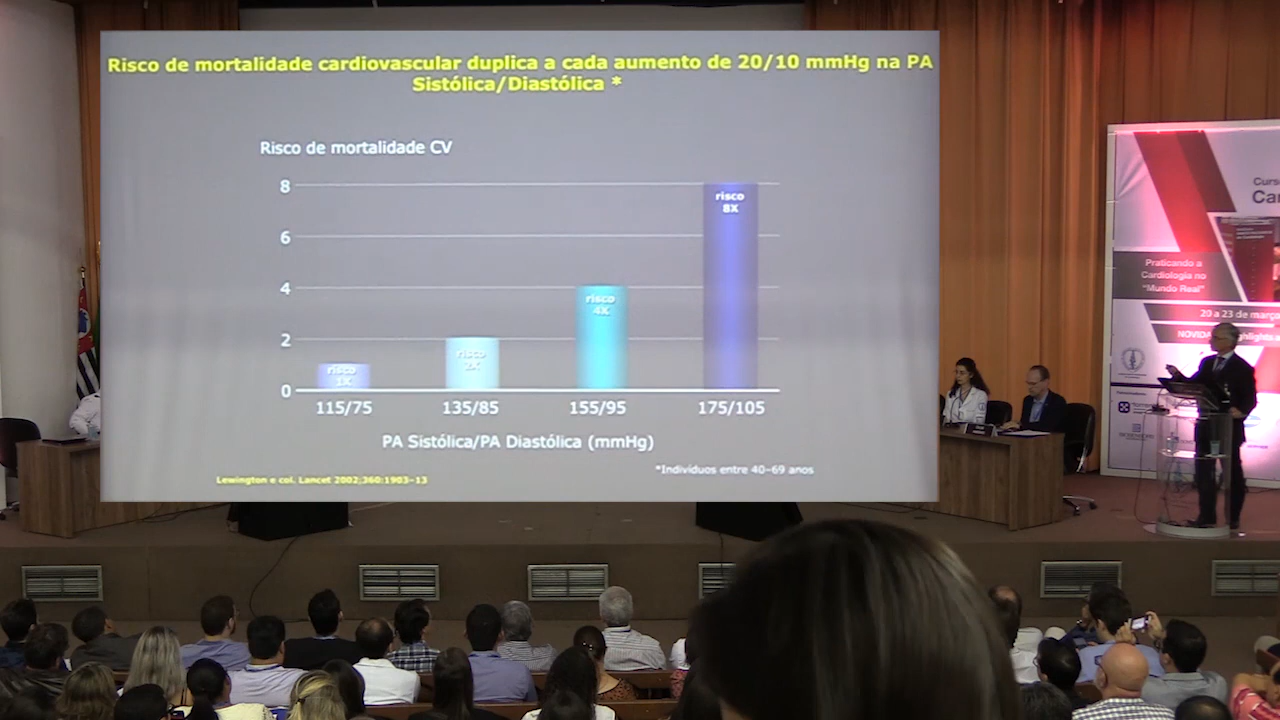 Risco de mortalidade cardiovascular duplica a cada aumento de 20/10 mmHg na PA
Sistólica/Diastólica *
Risco de mortalidade CV
8
6
4
2
0
risco
1X
risco
2X
risco
4X
risco
8X
115/75
135/85
155/95
175/105
PA Sistólica/PA Diastólica (mmHg)
*Indivíduos entre 40-69 anos
Lewington e col. Lancet 2002;360:1903-13
Praticando a
Cardiologia no
"Mundo Real"
20 a 23 de março